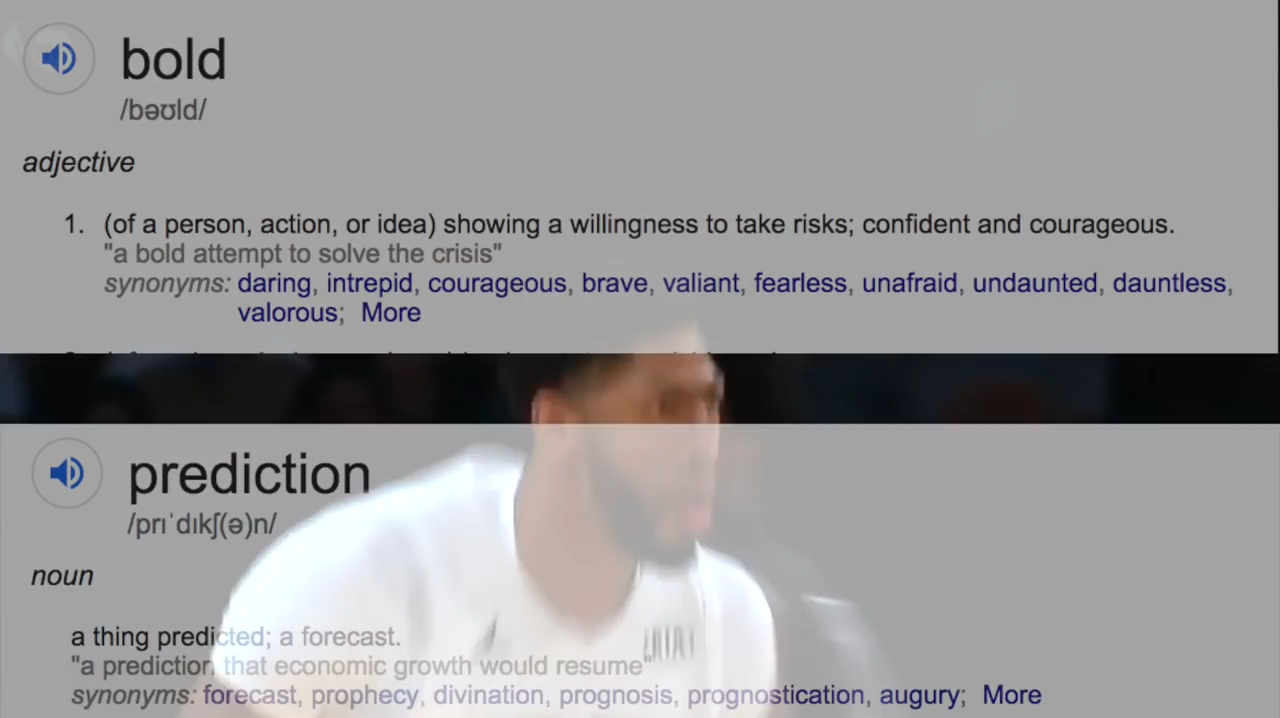 bold
/bəʊld/
adjective
1. (of a person, action, or idea) showing a willingness to take risks; confident and courageous.
"a bold attempt to solve the crisis"
synonyms: daring, intrepid, courageous, brave, valiant, fearless, unafraid, undaunted, dauntless,
valorous; More
prediction
/prɪˈdɪkʃ(ə)n/
noun
a thing predicted; a forecast.
"a prediction that economic growth would resume"
synonyms: forecast, prophecy, divination, prognosis, prognostication, augury; More